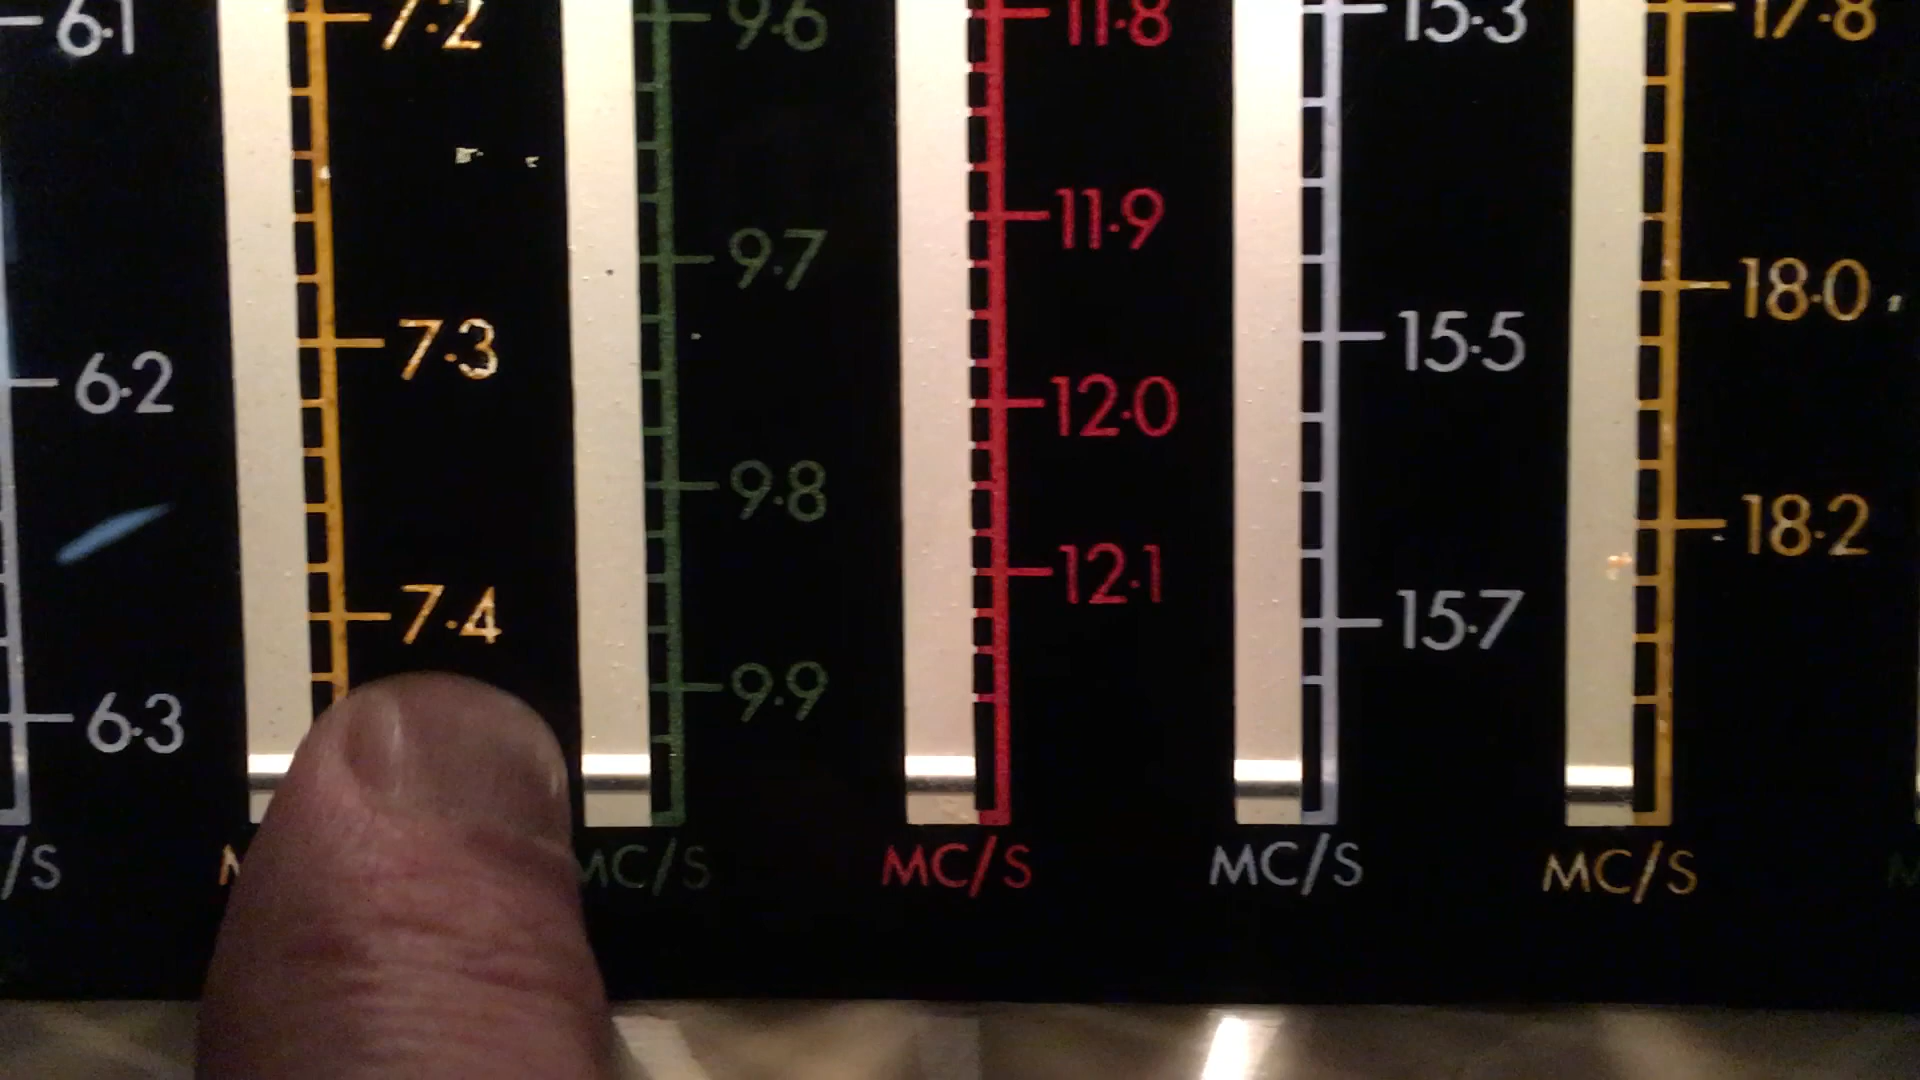 6·1 7·2 9·6 11·8 15·3 17·8
9·7 11·9 18·0
6·2 7·3 12·0 15·5
9·8 12·1 18·2
7·4 15·7
6·3 9·9
/S MC/S MC/S MC/S MC/S